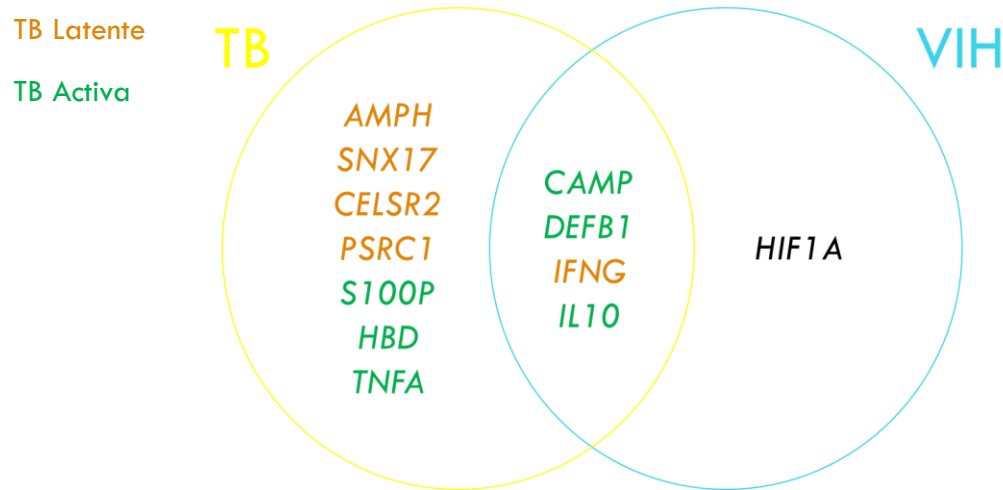 TB Latente
TB Activa
TB
VIH
AMPH
SNX17
CELSR2
PSRC1
S100P
HBD
TNFA
CAMP
DEFB1
IFNG
IL10
HIF1A